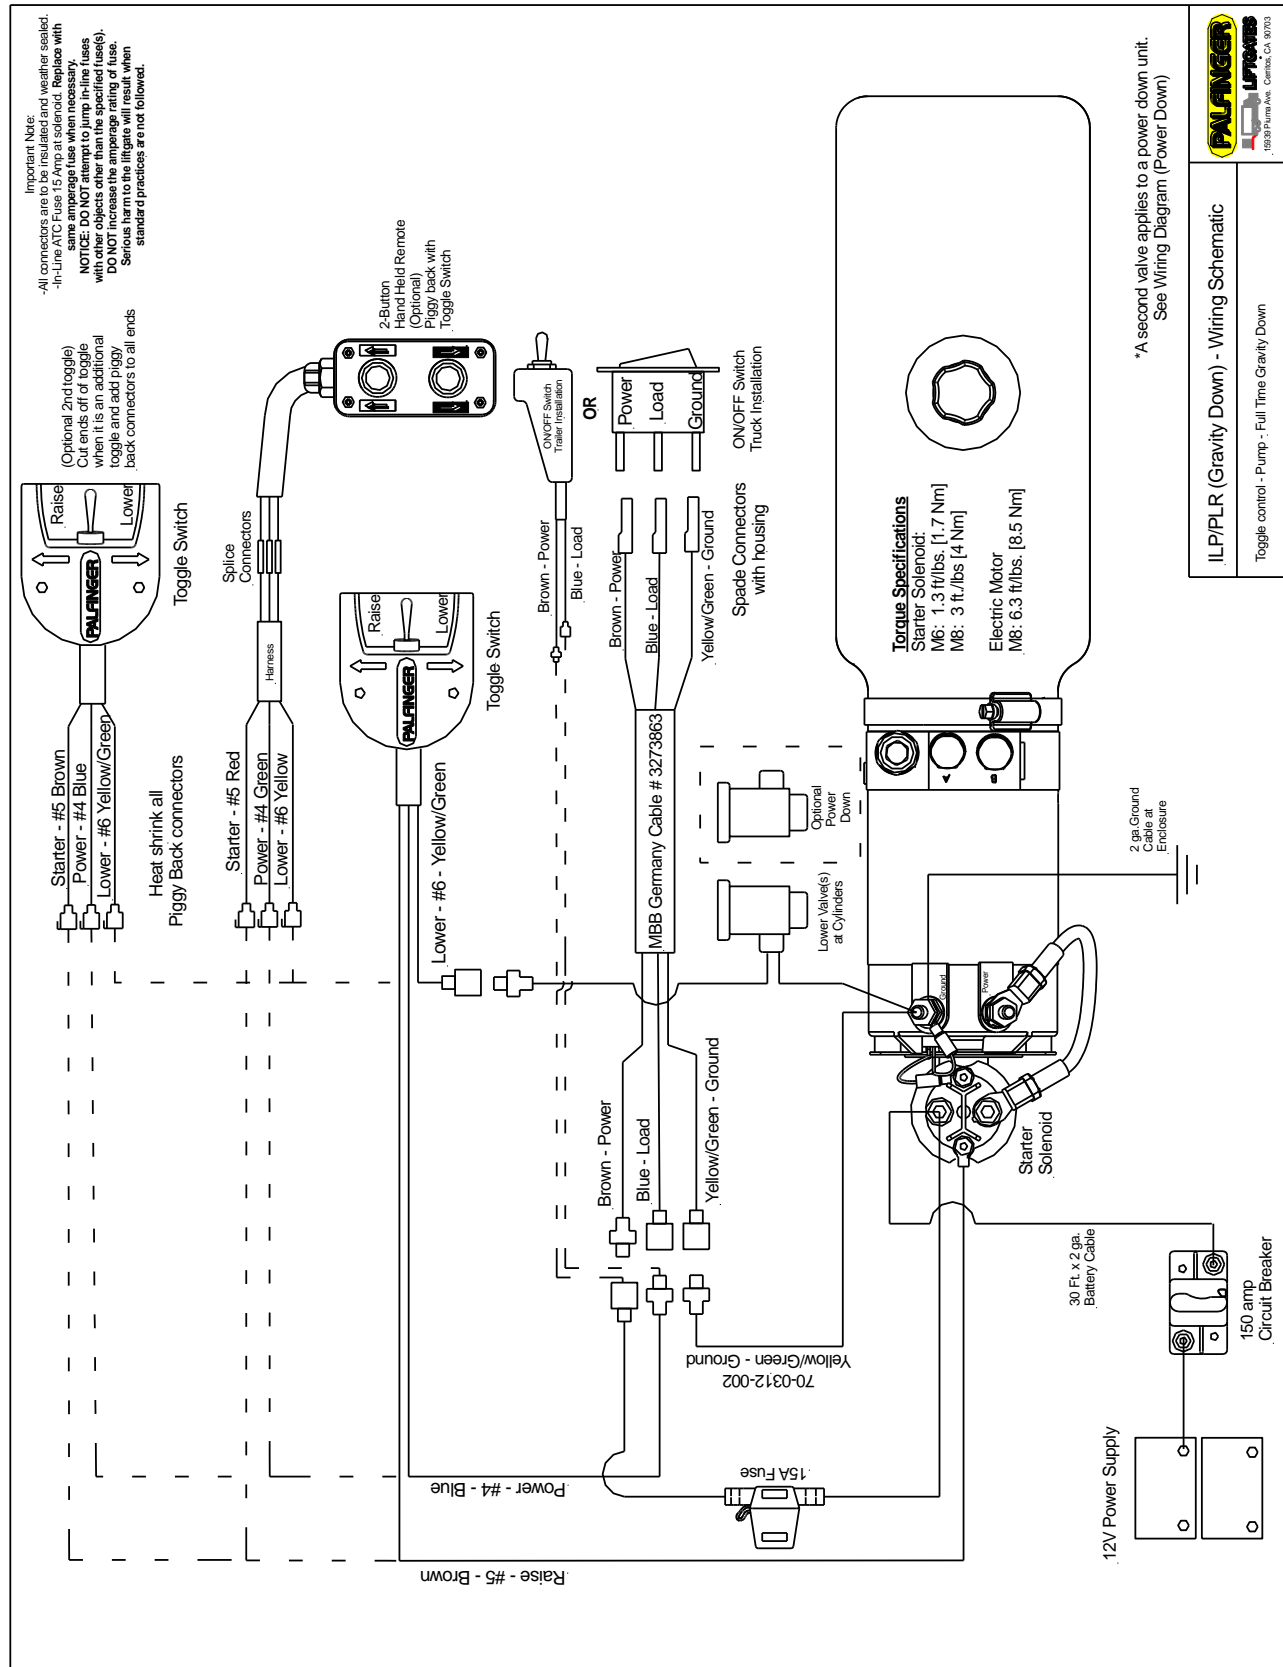 Important Note:
-All connectors are to be insulated and weather sealed.
-In-Line ATC Fuse 15 Amp at solenoid. Replace with
same amperage fuse when necessary.
NOTICE: DO NOT attempt to jump in-line fuses
with other objects other than the specified fuse(s).
DO NOT increase the amperage rating of fuse.
Serious harm to the liftgate will result when
standard practices are not followed.
(Optional 2nd toggle)
Cut ends off of toggle
when it is an additional
toggle and add piggy
back connectors to all ends
Raise
Lower
PALFINGER
Toggle Switch
Starter - #5 Brown
Power - #4 Blue
Lower - #6 Yellow/Green
Heat shrink all
Piggy Back connectors
2-Button
Hand Held Remote
(Optional)
Piggy back with
Toggle Switch
Splice
Connectors
Harness
Starter - #5 Red
Power - #4 Green
Lower - #6 Yellow
Raise
Lower
PALFINGER
Toggle Switch
Lower - #6 - Yellow/Green
ON/OFF Switch
Trailer Installation
OR
Power
Load
Ground
ON/OFF Switch
Truck Installation
Brown - Power
Blue - Load
Brown - Power
Blue - Load
Yellow/Green - Ground
Spade Connectors
with housing
MBB Germany Cable # 3273863
Optional
Power
Down
Lower Valve(s)
at Cylinders
Brown - Power
Blue - Load
Yellow/Green - Ground
Yellow/Green - Ground
70-0312-002
Power - #4 - Blue
Raise - #5 - Brown
15A Fuse
Torque Specifications
Starter Solenoid:
M6: 1.3 ft/lbs. [1.7 Nm]
M8: 3 ft./lbs [4 Nm]
Electric Motor
M8: 6.3 ft/lbs. [8.5 Nm]
A
B
Ground
Power
2 ga.Ground
Cable at
Enclosure
Starter
Solenoid
30 Ft. x 2 ga.
Battery Cable
150 amp
Circuit Breaker
12V Power Supply
*A second valve applies to a power down unit.
See Wiring Diagram (Power Down)
PALFINGER
LIFTGATES
15939 Piuma Ave. Cerritos, CA 90703
ILP/PLR (Gravity Down) - Wiring Schematic
Toggle control - Pump - Full Time Gravity Down